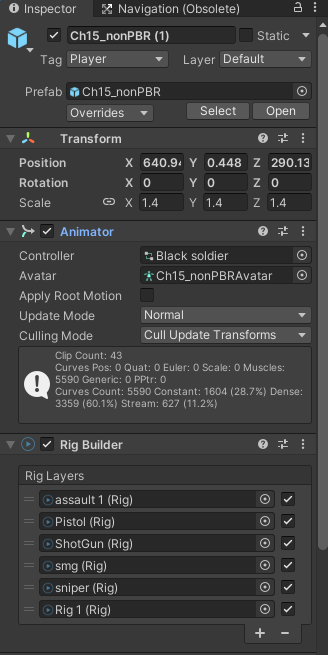 Inspector
Navigation (Obsolete)
Ch15_nonPBR (1)
Static
Tag
Player
Layer
Default
Prefab
Ch15_nonPBR
Overrides
Select
Open
Transform
Position X 640.94 Y 0.448 Z 290.13
Rotation X 0 Y 0 Z 0
Scale X 1.4 Y 1.4 Z 1.4
Animator
Controller
Black soldier
Avatar
Ch15_nonPBRAvatar
Apply Root Motion
Update Mode
Normal
Culling Mode
Cull Update Transforms
Clip Count: 43
Curves Pos: 0 Quat: 0 Euler: 0 Scale: 0 Muscles:
5590 Generic: 0 PPtr: 0
Curves Count: 5590 Constant: 1604 (28.7%) Dense:
3359 (60.1%) Stream: 627 (11.2%)
Rig Builder
Rig Layers
assault 1 (Rig)
Pistol (Rig)
ShotGun (Rig)
smg (Rig)
sniper (Rig)
Rig 1 (Rig)